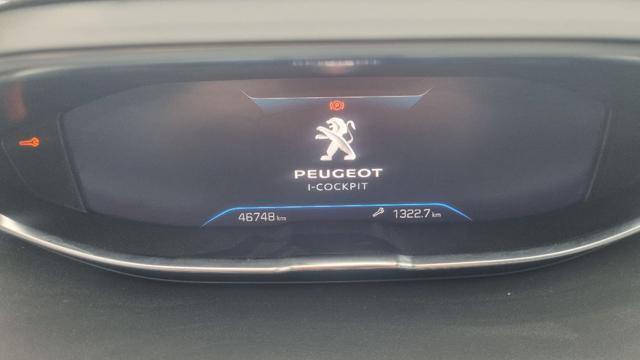 P
PEUGEOT
I-COCKPIT
46748 km 1322.7 km